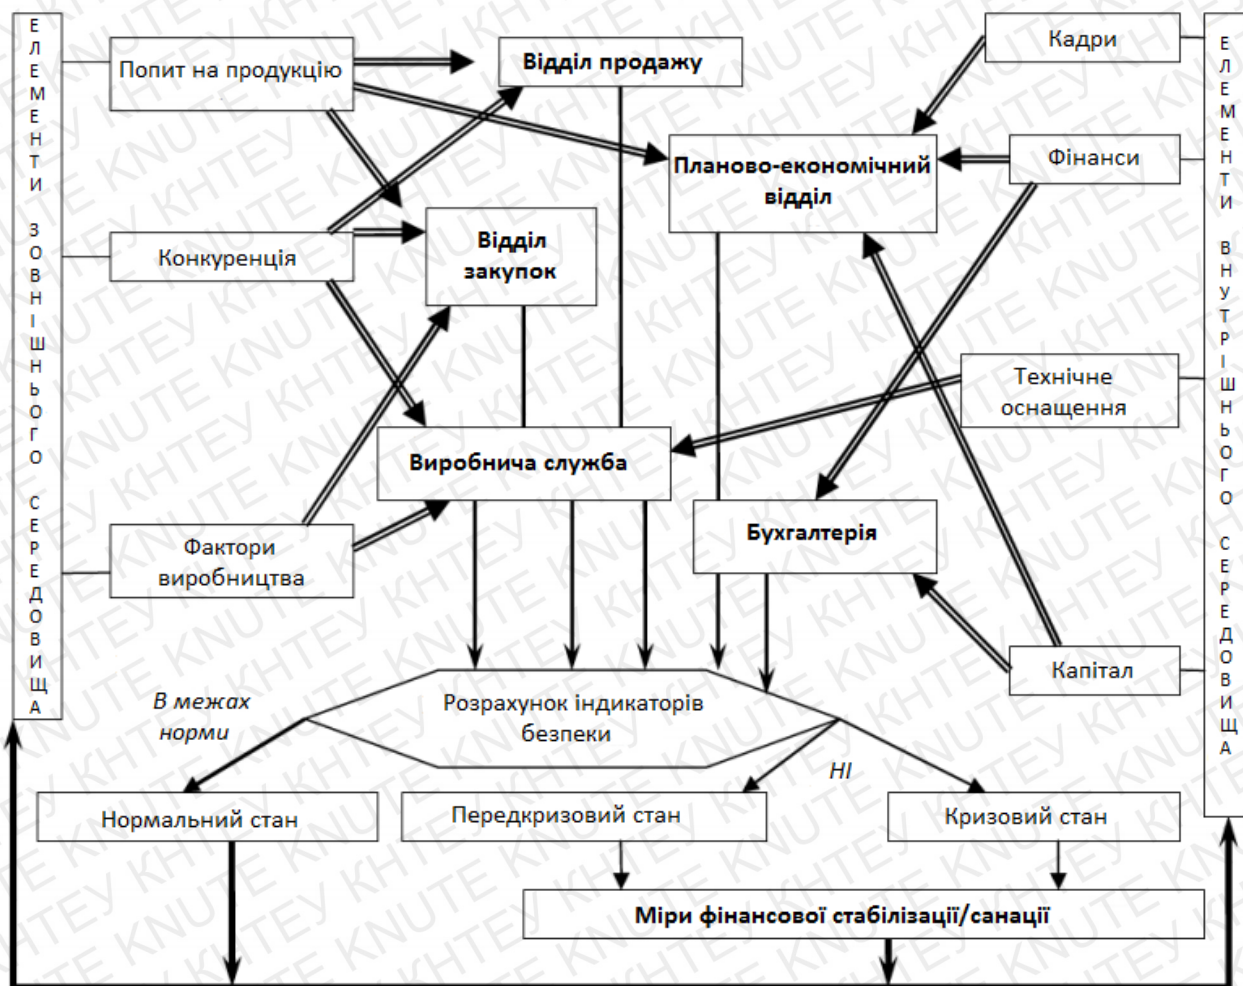 ЕЛЕМЕНТИ ЗОВНІШНЬОГО СЕРЕДОВИЩА
Попит на продукцію
Відділ продажу
Кадри
ЕЛЕМЕНТИ ВНУТРІШНЬОГО СЕРЕДОВИЩА
Планово-економічний
відділ
Фінанси
Конкуренція
Відділ
закупок
Технічне
оснащення
Виробнича служба
Фактори
виробництва
Бухгалтерія
Капітал
В межах
норми
Розрахунок індикаторів
безпеки
НІ
Нормальний стан
Передкризовий стан
Кризовий стан
Міри фінансової стабілізації/санації
KNUTE КНТЕУ